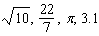 √10, 22/7, π, 3.1